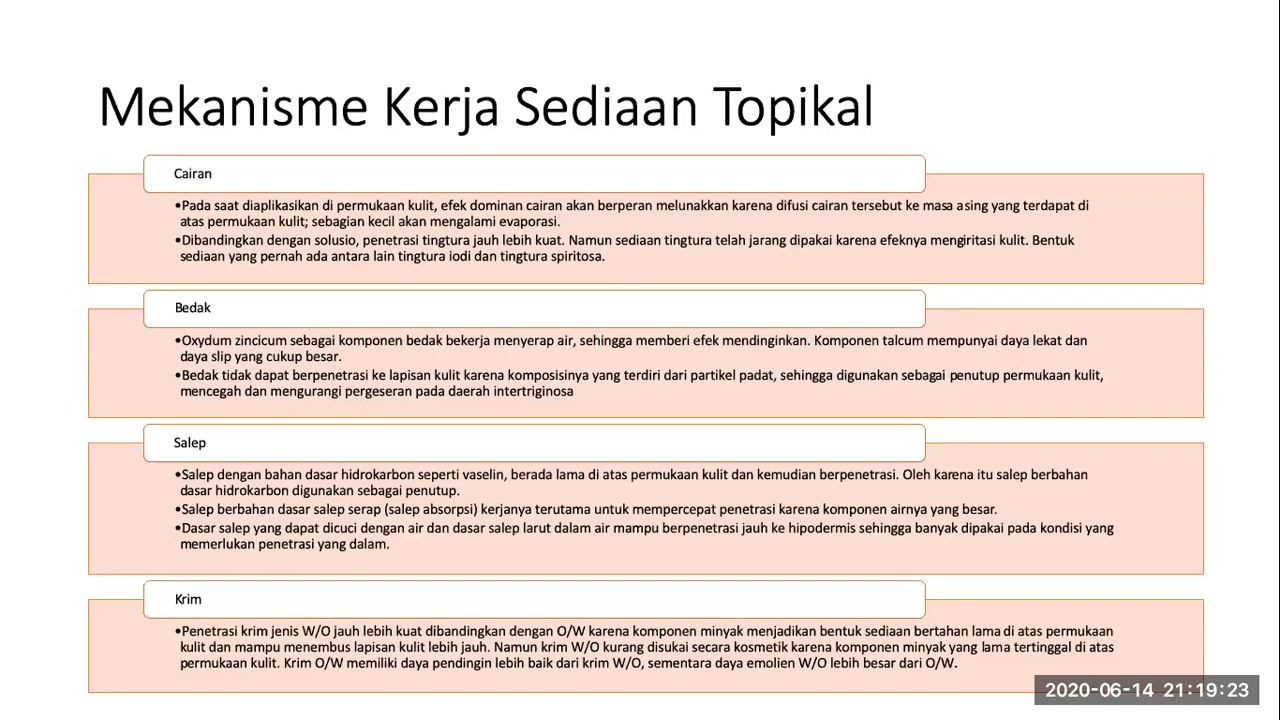 Mekanisme Kerja Sediaan Topikal
Cairan
•Pada saat diaplikasikan di permukaan kulit, efek dominan cairan akan berperan melunakkan karena difusi cairan tersebut ke masa asing yang terdapat di
atas permukaan kulit; sebagian kecil akan mengalami evaporasi.
•Dibandingkan dengan solusio, penetrasi tingtura jauh lebih kuat. Namun sediaan tingtura telah jarang dipakai karena efeknya mengiritasi kulit. Bentuk
sediaan yang pernah ada antara lain tingtura iodi dan tingtura spiritosa.
Bedak
•Oxydum zincicum sebagai komponen bedak bekerja menyerap air, sehingga memberi efek mendinginkan. Komponen talcum mempunyai daya lekat dan
daya slip yang cukup besar.
•Bedak tidak dapat berpenetrasi ke lapisan kulit karena komposisinya yang terdiri dari partikel padat, sehingga digunakan sebagai penutup permukaan kulit,
mencegah dan mengurangi pergeseran pada daerah intertriginosa
Salep
•Salep dengan bahan dasar hidrokarbon seperti vaselin, berada lama di atas permukaan kulit dan kemudian berpenetrasi. Oleh karena itu salep berbahan
dasar hidrokarbon digunakan sebagai penutup.
•Salep berbahan dasar salep serap (salep absorpsi) kerjanya terutama untuk mempercepat penetrasi karena komponen airnya yang besar.
•Dasar salep yang dapat dicuci dengan air dan dasar salep larut dalam air mampu berpenetrasi jauh ke hipodermis sehingga banyak dipakai pada kondisi yang
memerlukan penetrasi yang dalam.
Krim
•Penetrasi krim jenis W/O jauh lebih kuat dibandingkan dengan O/W karena komponen minyak menjadikan bentuk sediaan bertahan lama di atas permukaan
kulit dan mampu menembus lapisan kulit lebih jauh. Namun krim W/O kurang disukai secara kosmetik karena komponen minyak yang lama tertinggal di atas
permukaan kulit. Krim O/W memiliki daya pendingin lebih baik dari krim W/O, sementara daya emolien W/O lebih besar dari O/W.
2020-06-14 21:19:23